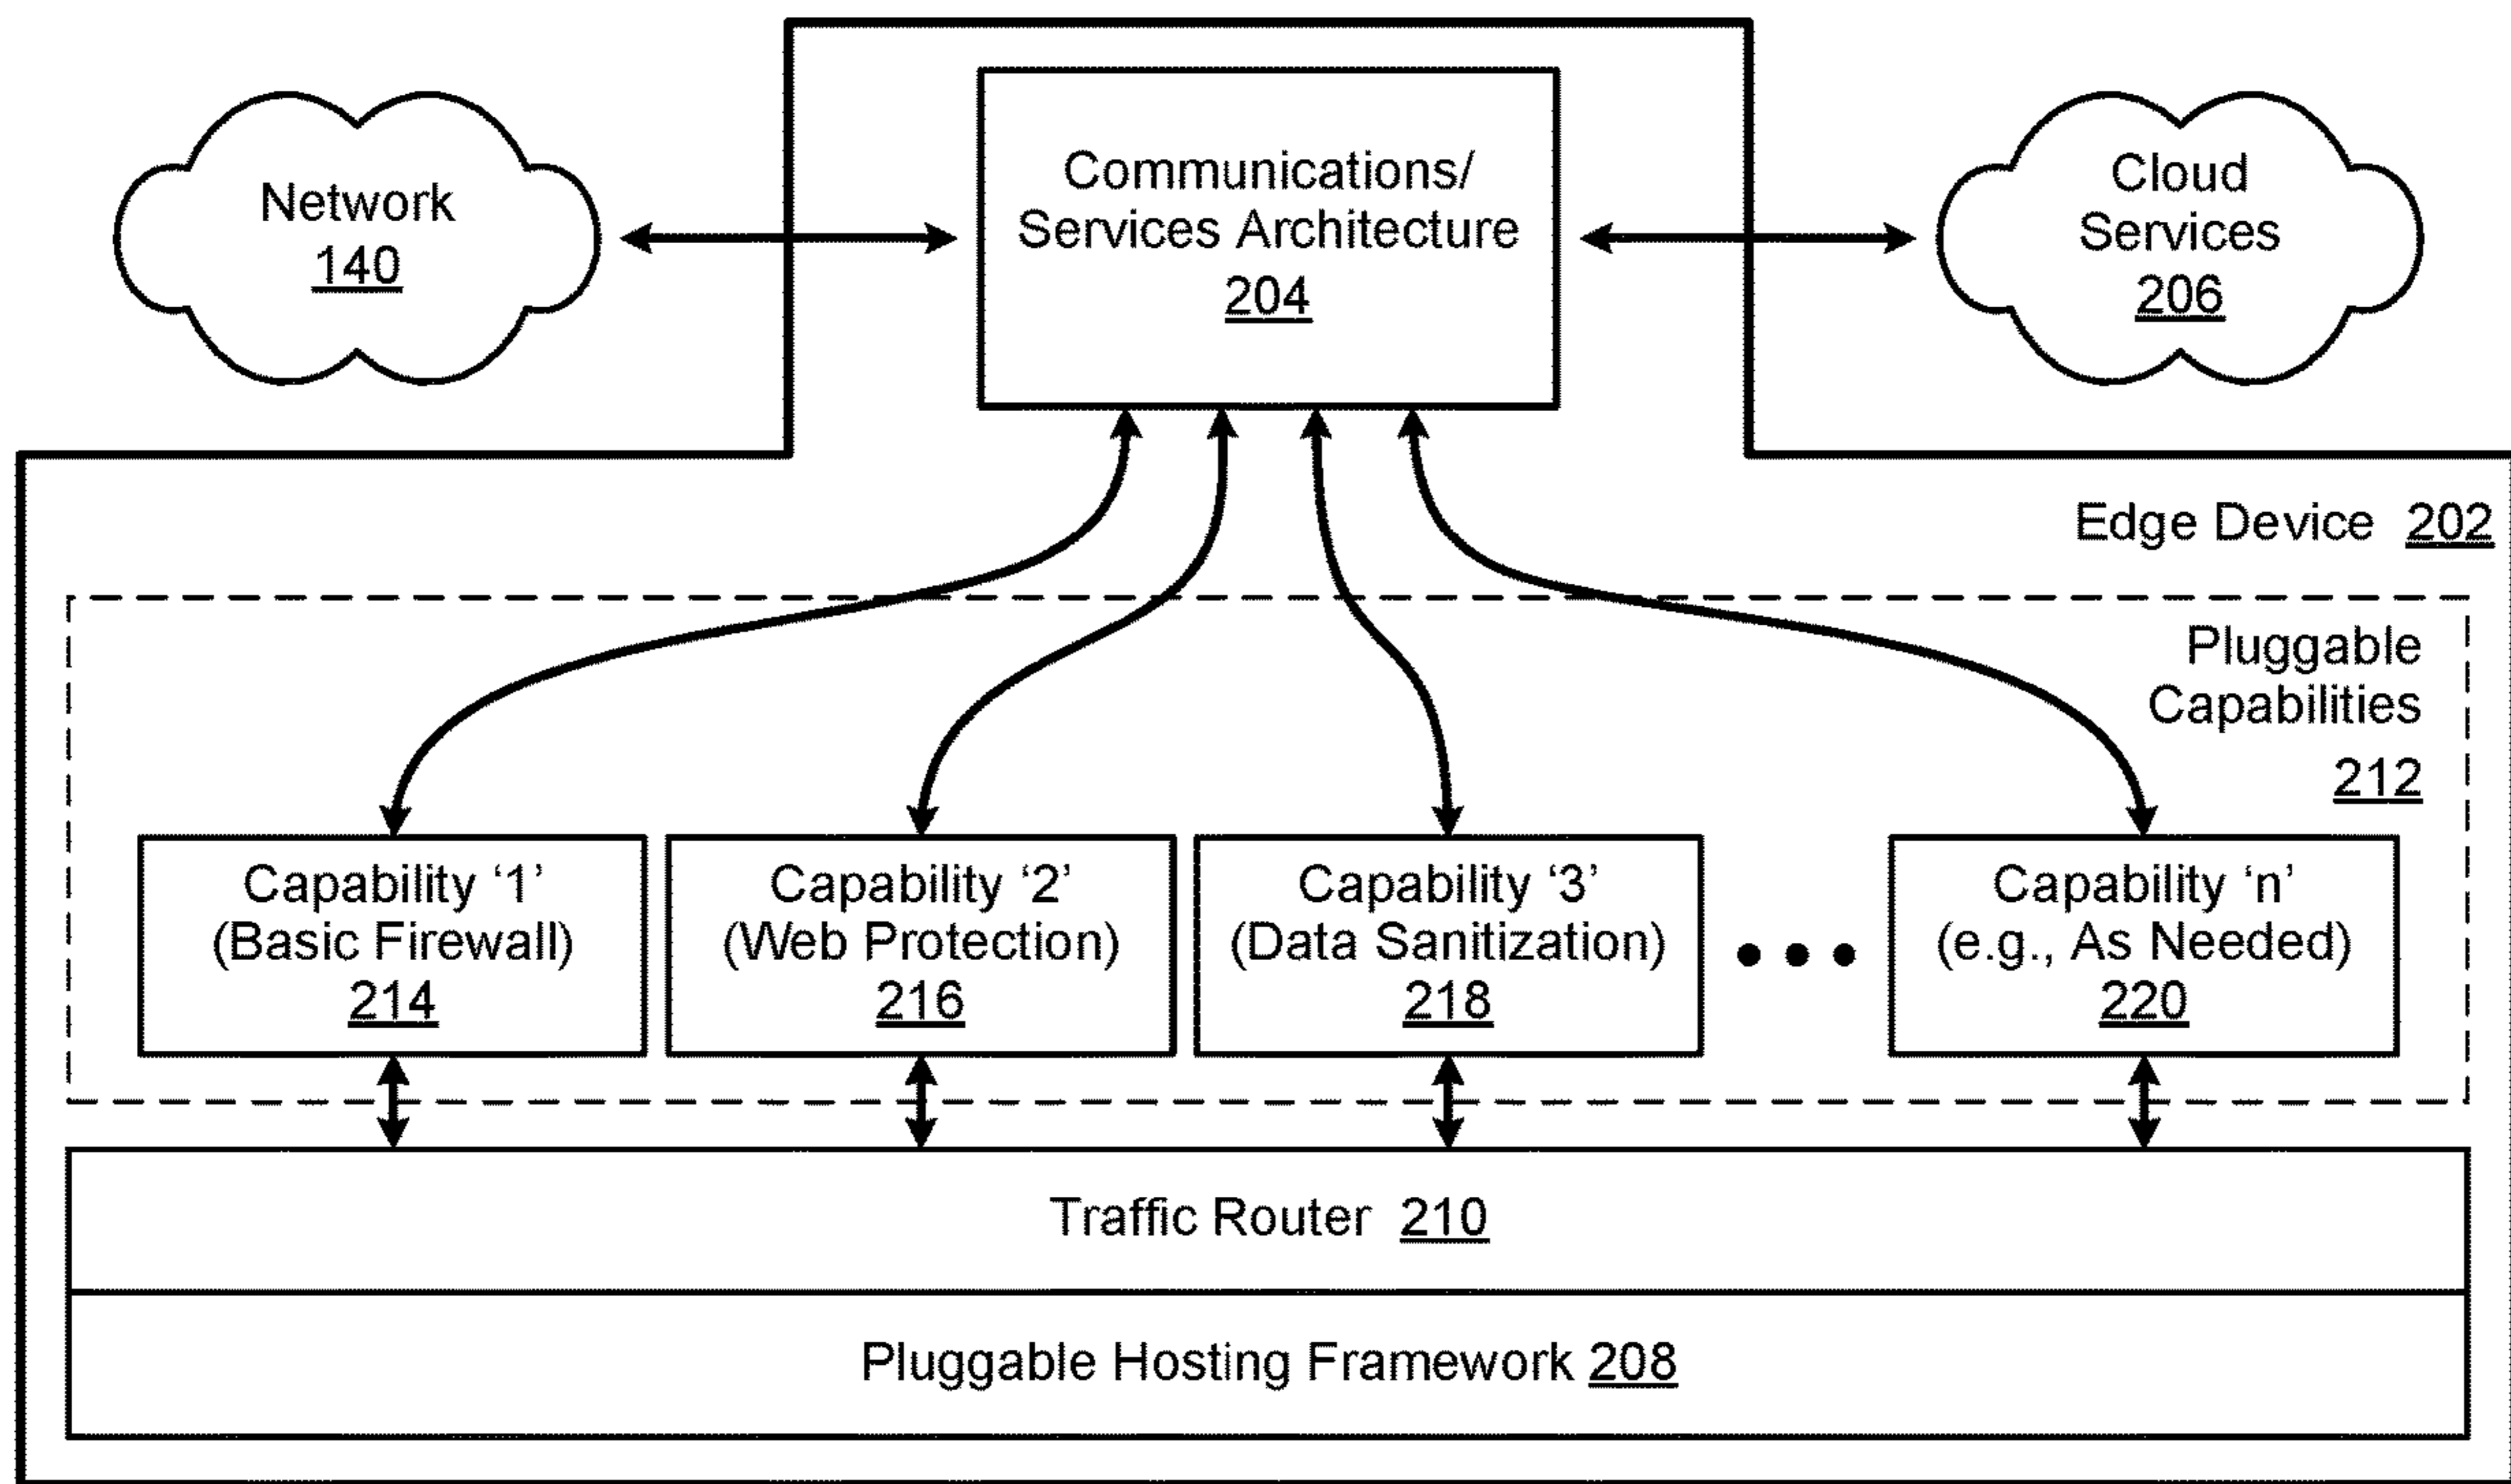 Network
140
Communications/
Services Architecture
204
Cloud
Services
206
Edge Device 202
Pluggable
Capabilities
212
Capability ‘1’
(Basic Firewall)
214
Capability ‘2’
(Web Protection)
216
Capability ‘3’
(Data Sanitization)
218
Capability ‘n’
(e.g., As Needed)
220
Traffic Router 210
Pluggable Hosting Framework 208